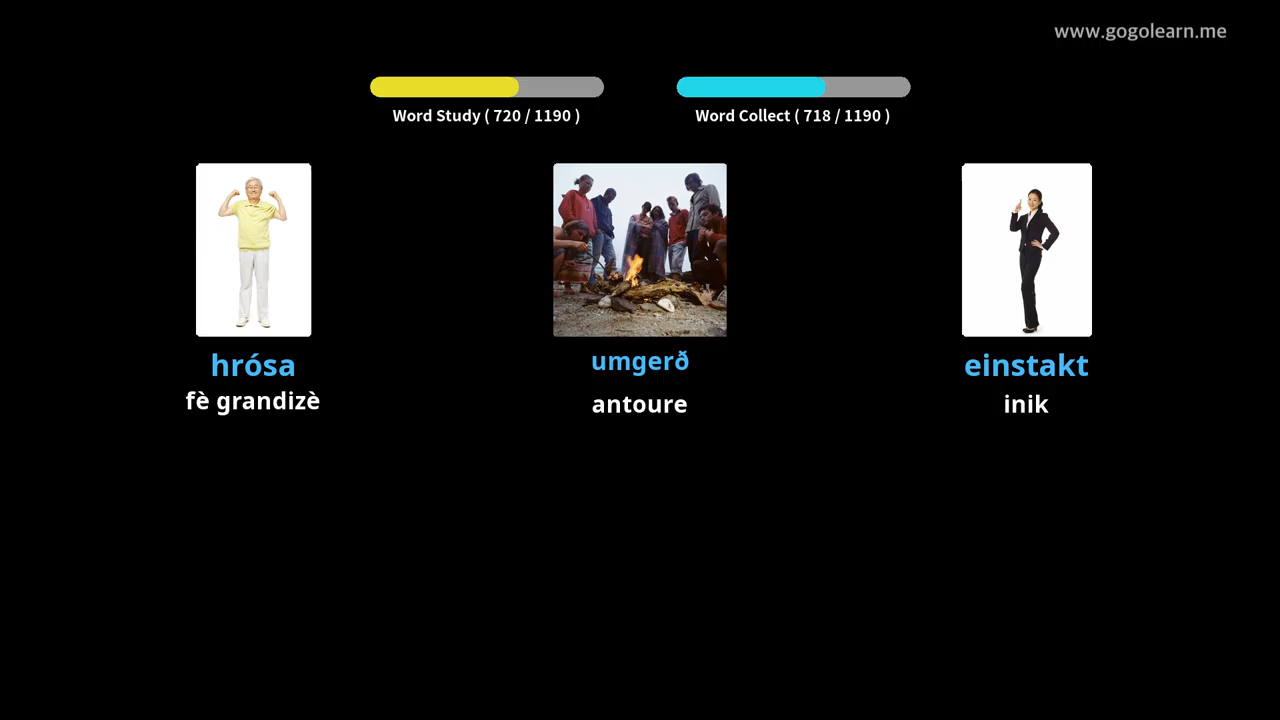 www.gogolearn.me
Word Study ( 720 / 1190 )
Word Collect ( 718 / 1190 )
hrósa
fè grandizè
umgerð
antoure
einstakt
inik